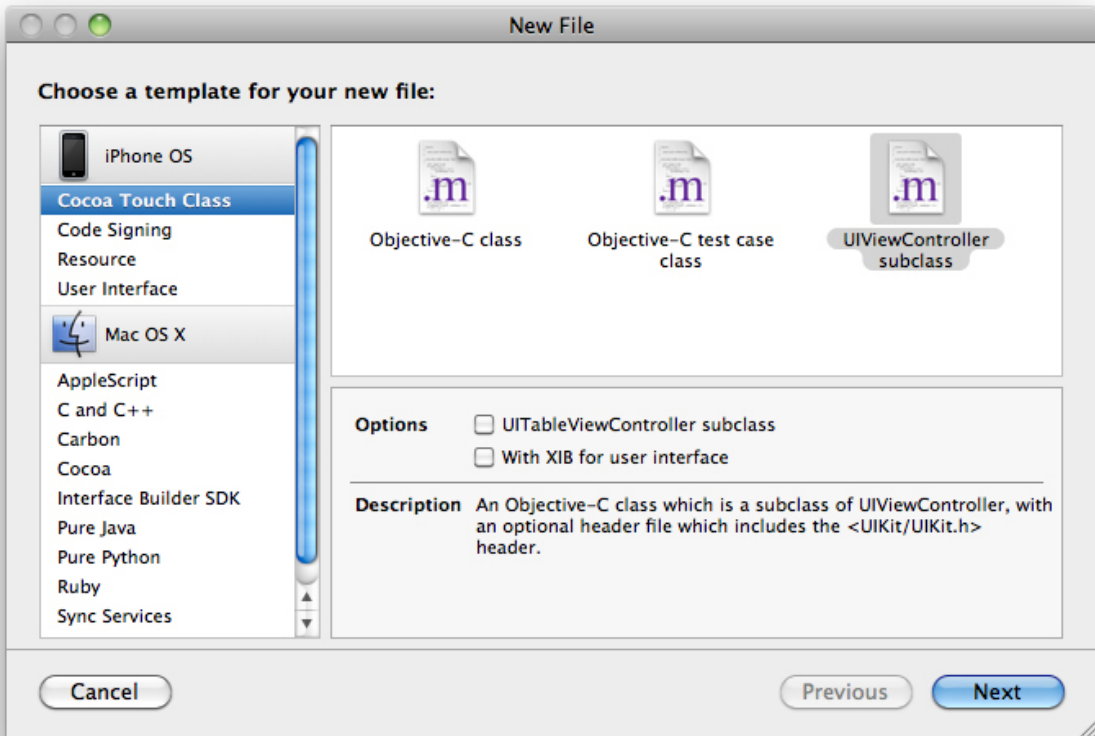 New File
Choose a template for your new file:
iPhone OS
Cocoa Touch Class
Code Signing
Resource
User Interface
Mac OS X
AppleScript
C and C++
Carbon
Cocoa
Interface Builder SDK
Pure Java
Pure Python
Ruby
Sync Services
.m
Objective-C class
.m
Objective-C test case
class
.m
UIViewController
subclass
Options
UITableViewController subclass
With XIB for user interface
Description
An Objective-C class which is a subclass of UIViewController, with
an optional header file which includes the <UIKit/UIKit.h>
header.
Cancel
Previous
Next